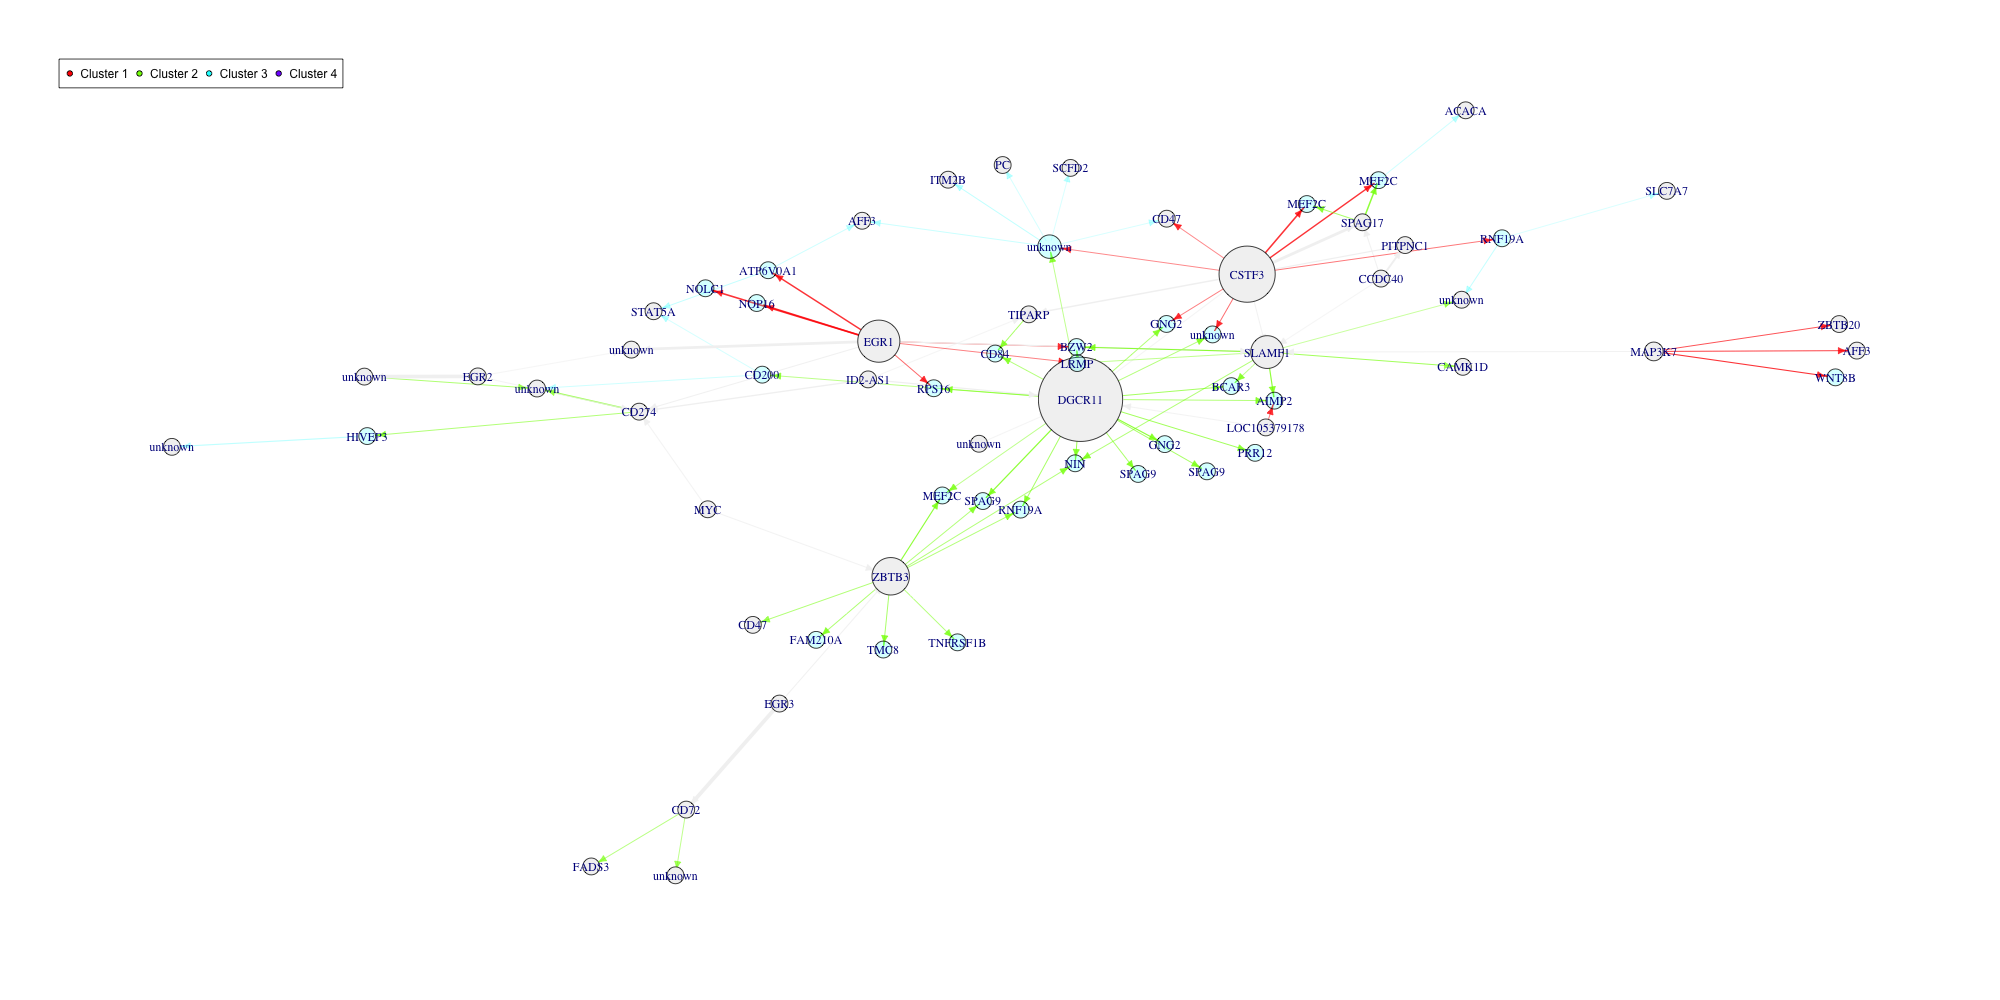 Cluster 1 Cluster 2 Cluster 3 Cluster 4
ACACA
PC
SCFD2
ITM2B
MEF2C
SLC7A7
MEF2C
CD47
AFF3
SPAG17
RNF19A
unknown
PITPNC1
ATP6V0A1
CSTF3
CCDC40
NOLC1
NOP16
unknown
STAT5A
TIPARP
GNG2
ZBTB20
unknown
EGR1
BZW2
unknown
CD84
SLAMF1
MAP3K7
AFF3
LRMP
CAMK1D
unknown
EGR2
CD200
ID2-AS1
WNT8B
unknown
RPS16
BCAR3
DGCR11
AIMP2
CD274
LOC105379178
HIVEP3
unknown
unknown
GNG2
PRR12
NIN
SPAG9
SPAG9
MEF2C
SPAG9
RNF19A
MYC
ZBTB3
CD47
FAM210A
TMC8
TNFRSF1B
EGR3
CD72
FADS3
unknown